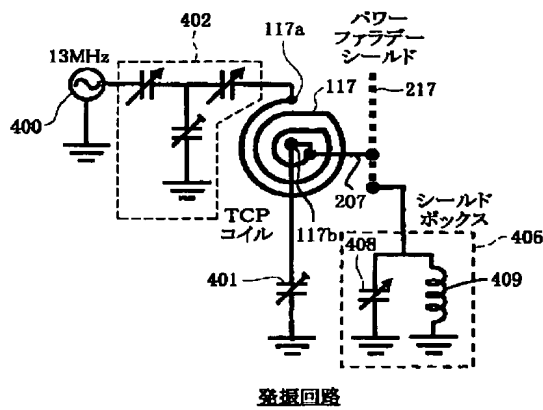 402
117a
パワー
ファラデー
シールド
13MHz
117
217
400
207
TCP
コイル
117b
シールド
ボックス
406
401
408
409
発振回路